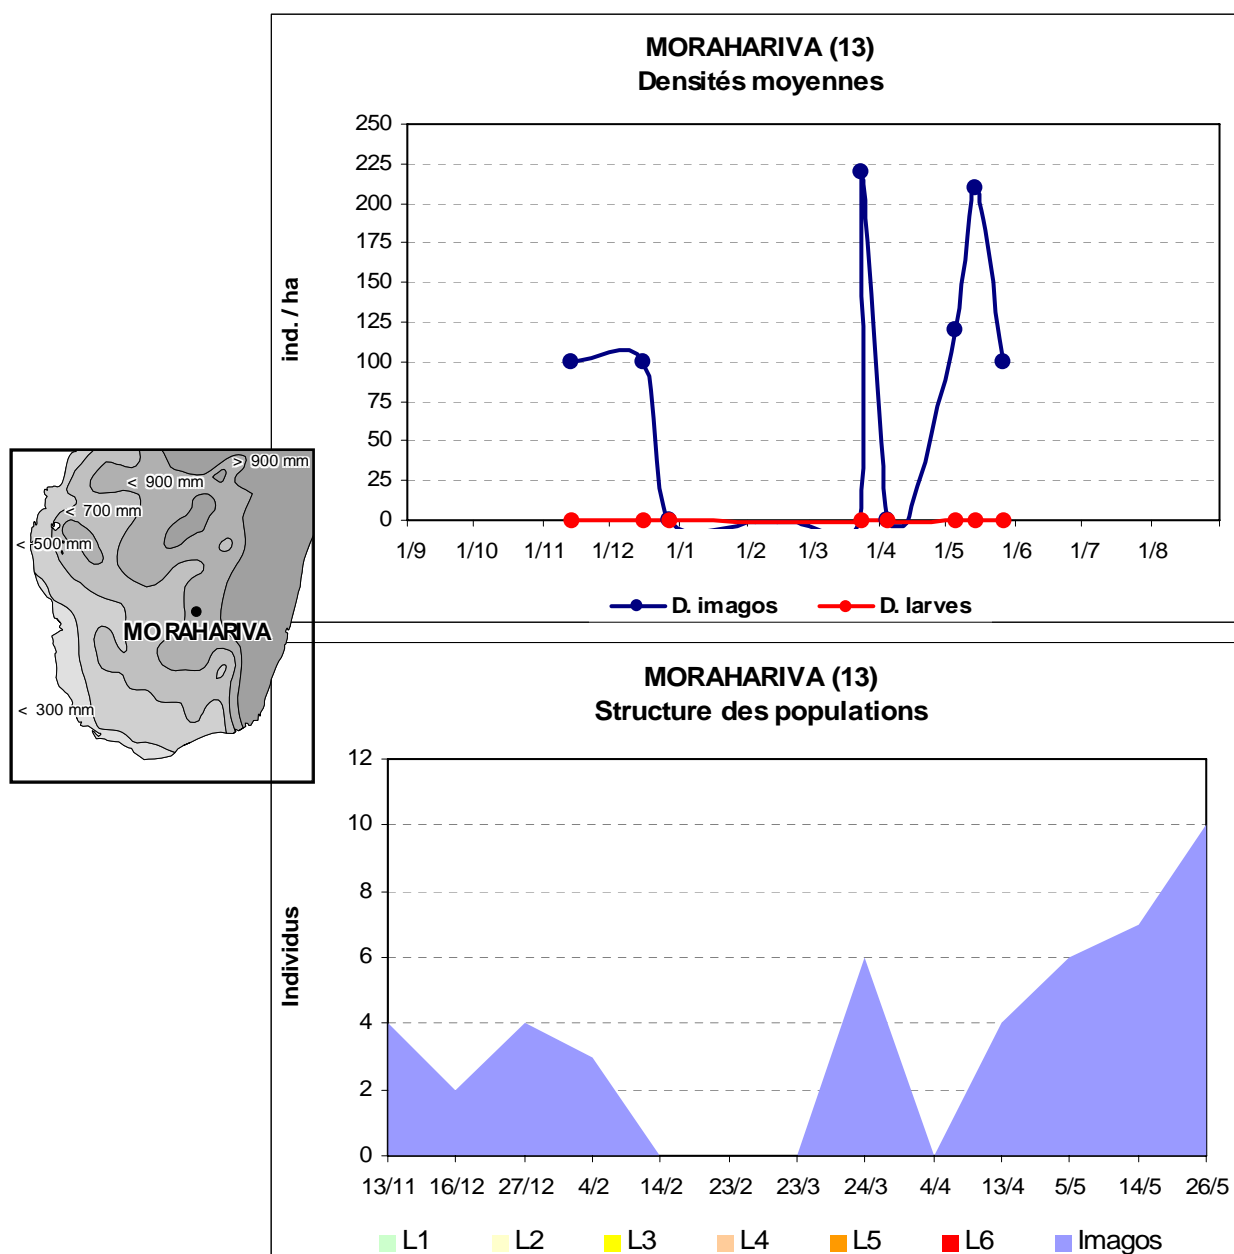 MORAHARIVA (13)
Densités moyennes
250
225
200
175
150
125
100
75
50
25
0
ind. / ha
1/9 1/10 1/11 1/12 1/1 1/2 1/3 1/4 1/5 1/6 1/7 1/8
D. imagos D. larves
> 900 mm
< 900 mm
< 700 mm
< 500 mm
MORAHARIVA
< 300 mm
MORAHARIVA (13)
Structure des populations
12
10
8
6
4
2
0
Individus
13/11 16/12 27/12 4/2 14/2 23/2 23/3 24/3 4/4 13/4 5/5 14/5 26/5
L1 L2 L3 L4 L5 L6 Imagos